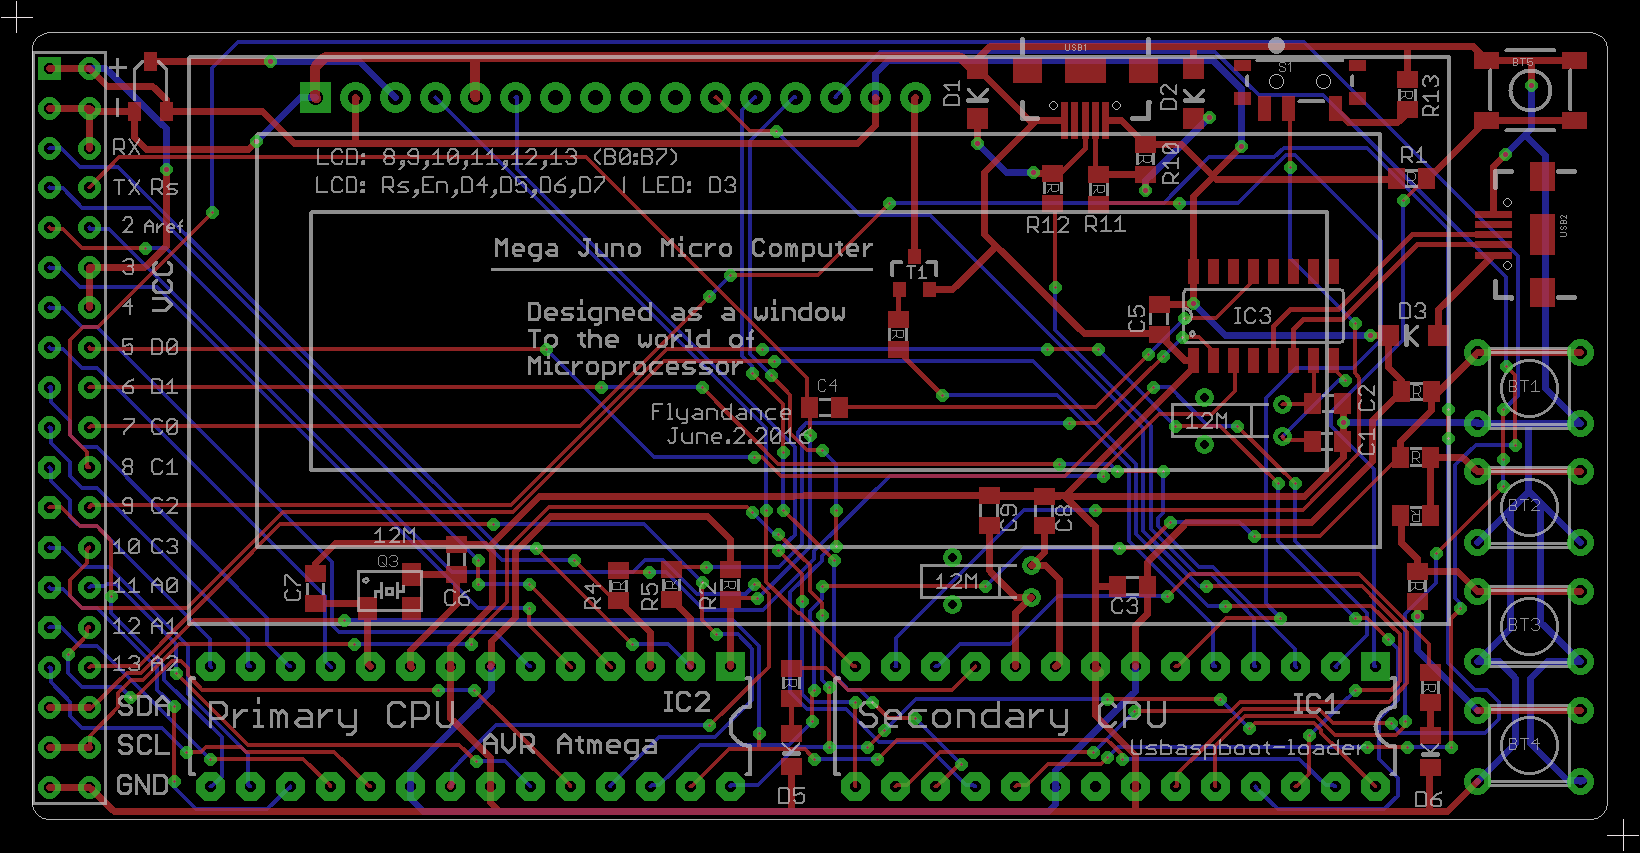 USB1
S1
BT5
D1
D2
R13
+
RX
LCD: 8,9,10,11,12,13 (B0:B7)
R10
R1
TX Rs
LCD: Rs,En,D4,D5,D6,D7 | LED: D3
R12 R11
USB2
2 Aref
Mega Juno Micro Computer
3
VCC
T1
4
Designed as a window
C5
IC3
D3
To the world of
5 D0
Microprocessor
R
6 D1
C4
C2
R
BT1
7 C0
Flyandance
12M
June.2.2016
C1
8 C1
R
9 C2
C9
C8
R
BT2
10 C3
12M
Q3
11 A0
C7
C6
R4
R5
R2
12M
C3
R
12 A1
BT3
13 A2
SDA
IC2
R
IC1
R
Primary CPU
Secondary CPU
SCL
AVR Atmega
Usbaspboot-loader
BT4
GND
D5
D6